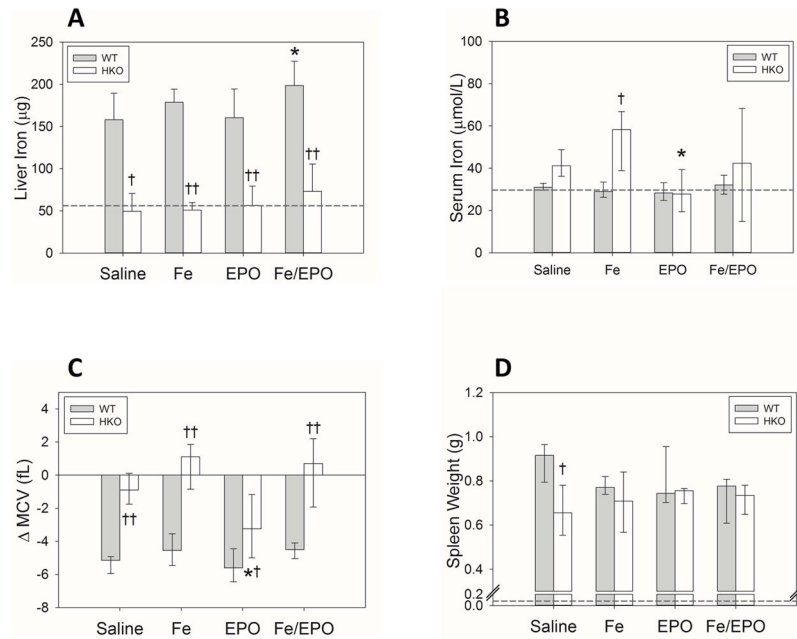 A
250
200
150
100
50
0
Liver Iron (μg)
WT
HKO
*
†
††
††
††
Saline Fe EPO Fe/EPO
B
100
80
60
40
20
0
Serum Iron (μmol/L)
WT
HKO
†
*
Saline Fe EPO Fe/EPO
C
4
2
0
-2
-4
-6
-8
Δ MCV (fL)
WT
HKO
††
††
††
*†
Saline Fe EPO Fe/EPO
D
1.2
1.0
0.8
0.6
0.4
0.2
0.0
Spleen Weight (g)
WT
HKO
†
Saline Fe EPO Fe/EPO